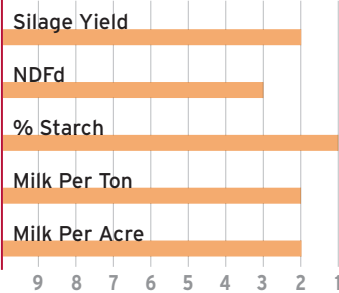 Silage Yield
NDFd
% Starch
Milk Per Ton
Milk Per Acre
9 8 7 6 5 4 3 2 1